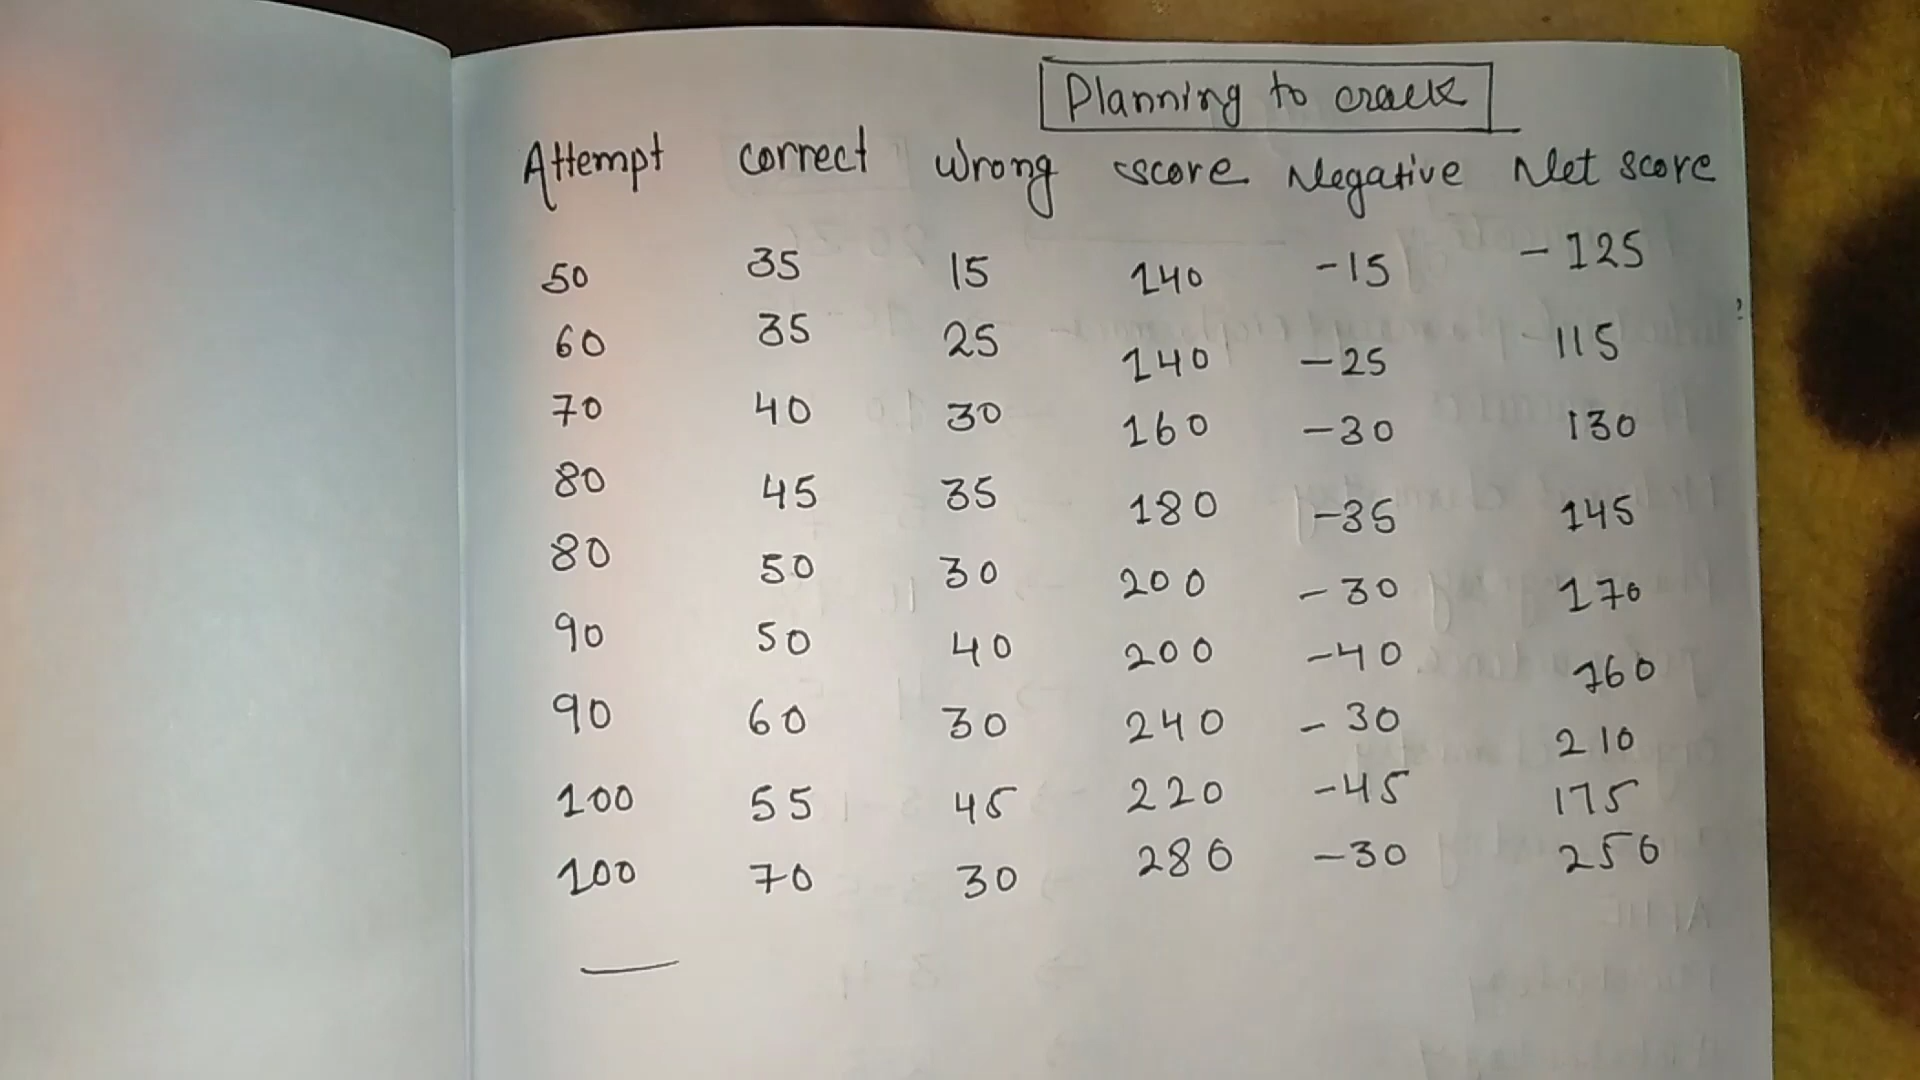 Planning to crack
Attempt correct Wrong score Negative Net score
50 35 15 140 -15 - 125
60 35 25 140 -25 115
70 40 30 160 -30 130
80 45 35 180 -35 145
80 50 30 200 -30 170
90 50 40 200 -40 160
90 60 30 240 -30 210
100 55 45 220 -45 175
100 70 30 280 -30 250